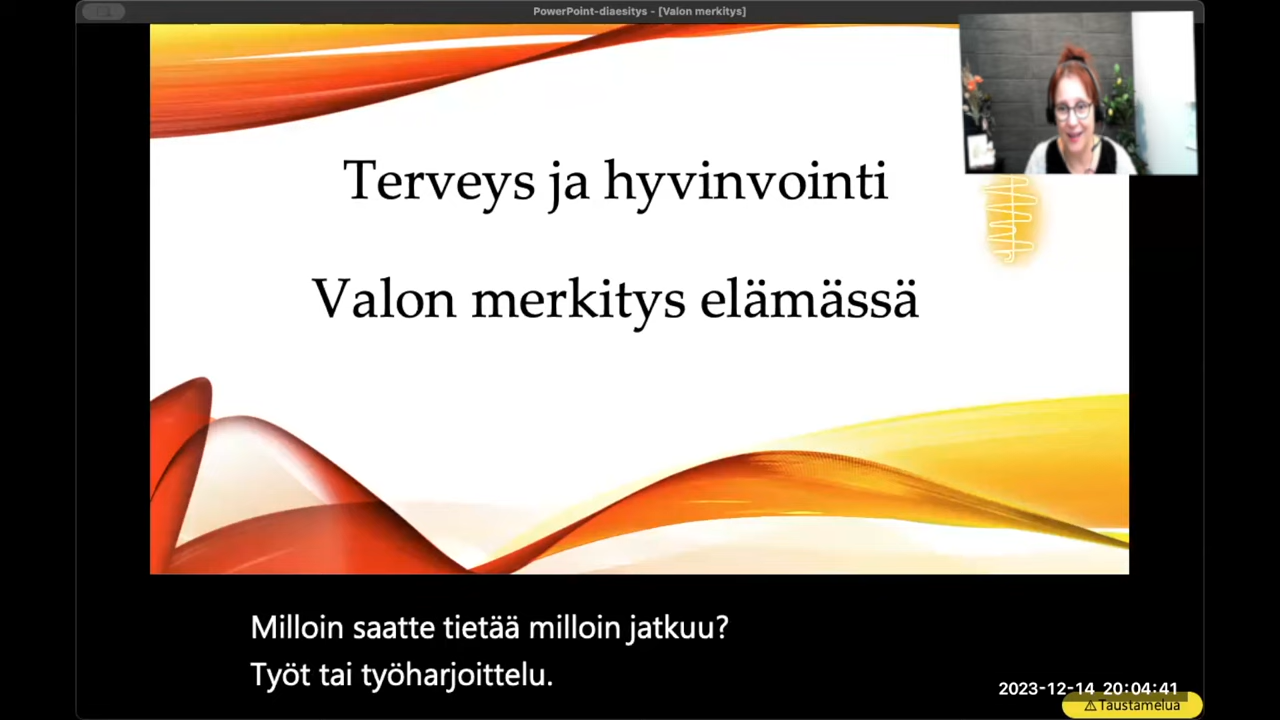 PowerPoint-diaesitys - [Valon merkitys]
Terveys ja hyvinvointi
Valon merkitys elämässä
Milloin saatte tietää milloin jatkuu?
Työt tai työharjoittelu.
2023-12-14 20:04:41
⚠Taustamelua